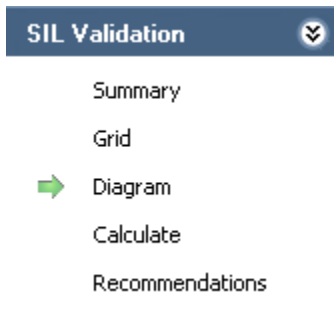 SIL Validation
Summary
Grid
Diagram
Calculate
Recommendations